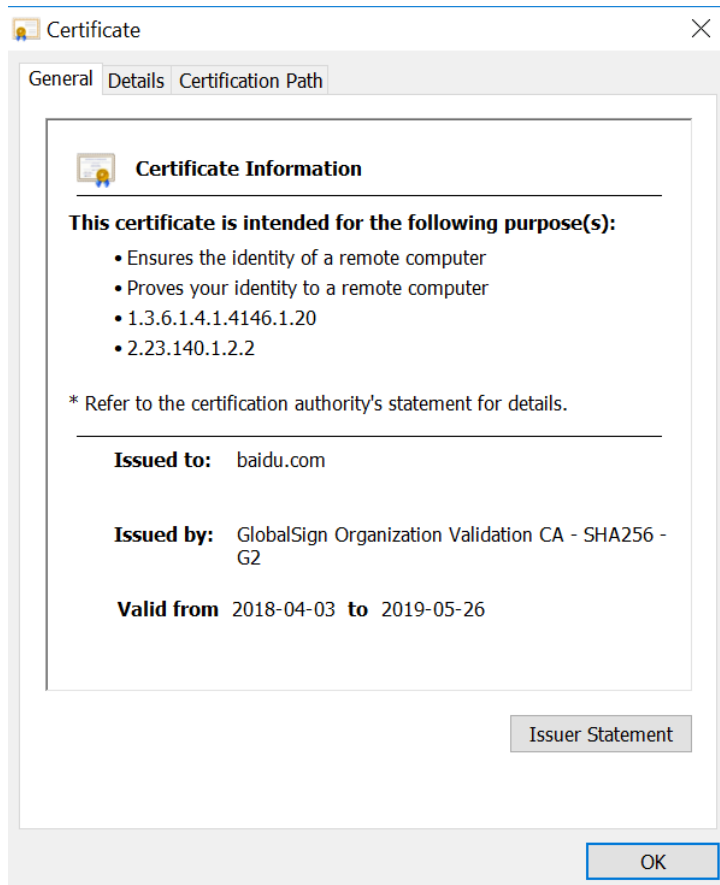 Certificate
General Details Certification Path
Certificate Information
This certificate is intended for the following purpose(s):
• Ensures the identity of a remote computer
• Proves your identity to a remote computer
• 1.3.6.1.4.1.4146.1.20
• 2.23.140.1.2.2
* Refer to the certification authority's statement for details.
Issued to: baidu.com
Issued by: GlobalSign Organization Validation CA - SHA256 -
G2
Valid from 2018-04-03 to 2019-05-26
Issuer Statement
OK